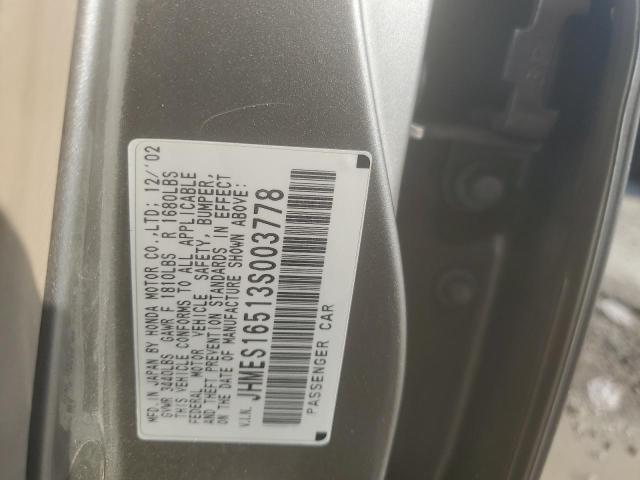 MFD.IN JAPAN BY HONDA MOTOR CO.,LTD: 12/'02
GVWR 3440LBS GAWR F 1810LBS R 1680LBS
THIS VEHICLE CONFORMS TO ALL APPLICABLE
FEDERAL MOTOR VEHICLE SAFETY, BUMPER,
AND THEFT PREVENTION STANDARDS IN EFFECT
ON THE DATE OF MANUFACTURE SHOWN ABOVE:
V.I.N. JHMES16513S003778
PASSENGER CAR